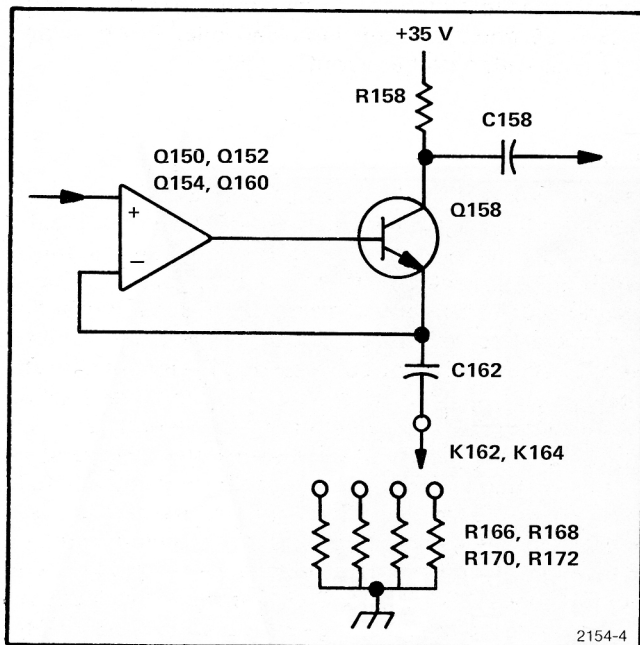 +35 V
R158
C158
Q150, Q152
Q154, Q160
Q158
+
−
C162
K162, K164
R166, R168
R170, R172
2154-4